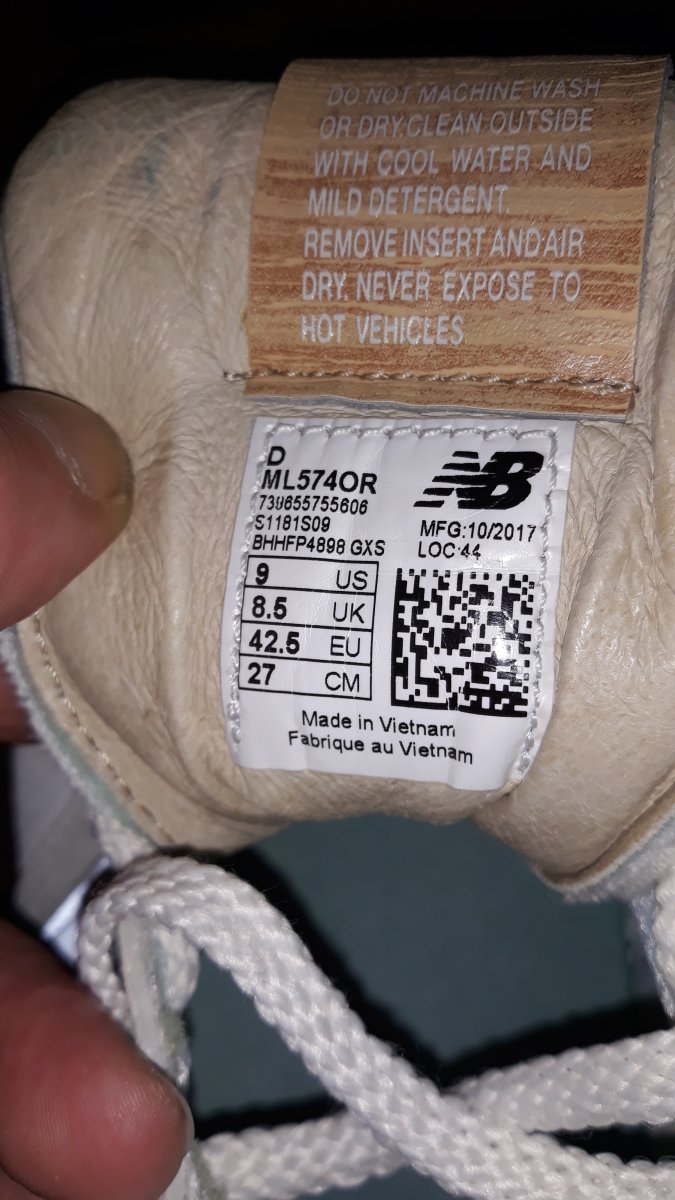 DO NOT MACHINE WASH
OR DRY.CLEAN OUTSIDE
WITH COOL WATER AND
MILD DETERGENT.
REMOVE INSERT AND AIR
DRY. NEVER EXPOSE TO
HOT VEHICLES
D
ML574OR
739655755606
S1181S09
BHHFP4898 GXS
NB
MFG:10/2017
LOC:44
9 US
8.5 UK
42.5 EU
27 CM
Made in Vietnam
Fabrique au Vietnam